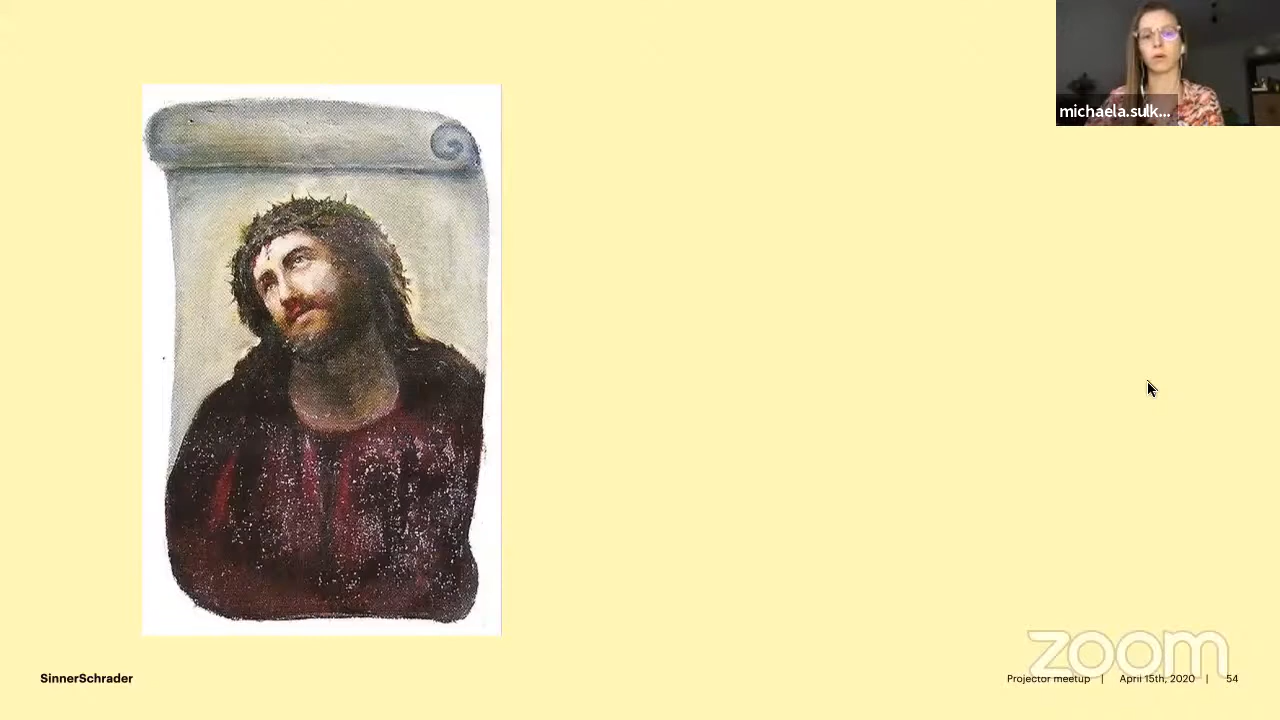 michaela.sulk...
zoom
SinnerSchrader
Projector meetup | April 15th, 2020 | 54